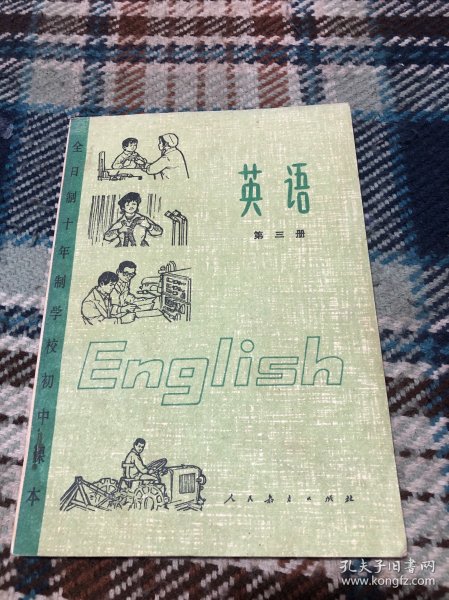 全日制十年制学校初中课本
英语
第三册
English
人民教育出版社
孔夫子旧书网
www.kongfz.com